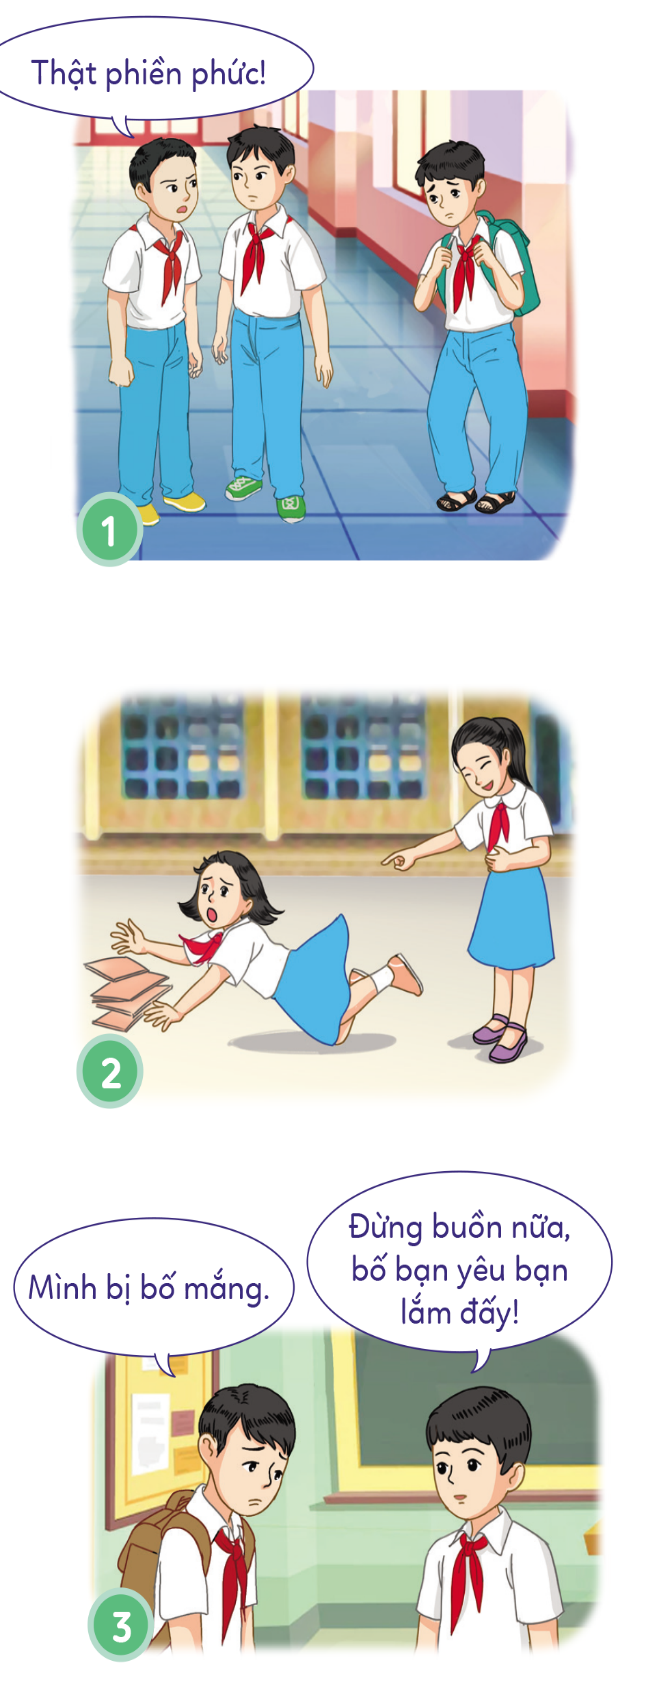 Thật phiền phức!
1
2
Mình bị bố mắng.
Đừng buồn nữa,
bố bạn yêu bạn
lắm đấy!
3